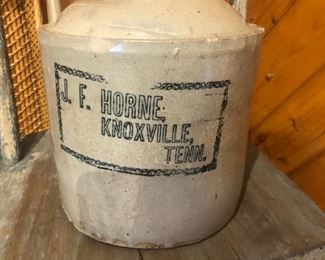 J. F. HORNE,
KNOXVILLE,
TENN.